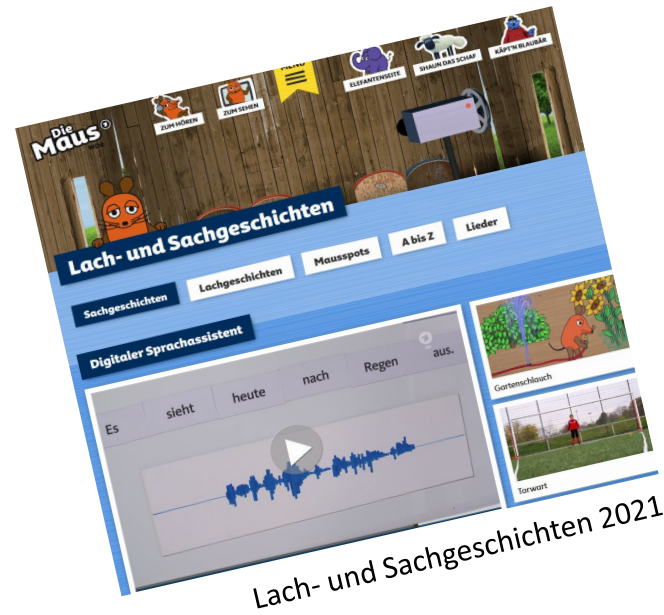 MENÜ
ZUM HÖREN
ZUM SEHEN
ELEFANTENSEITE
SHAUN DAS SCHAF
KÄPT'N BLAUBÄR
Die
Maus
WDR
Lach- und Sachgeschichten
Sachgeschichten
Lachgeschichten
Mausspots
A bis Z
Lieder
Digitaler Sprachassistent
Es sieht heute nach Regen aus.
Gartenschlauch
Torwart
Lach- und Sachgeschichten 2021